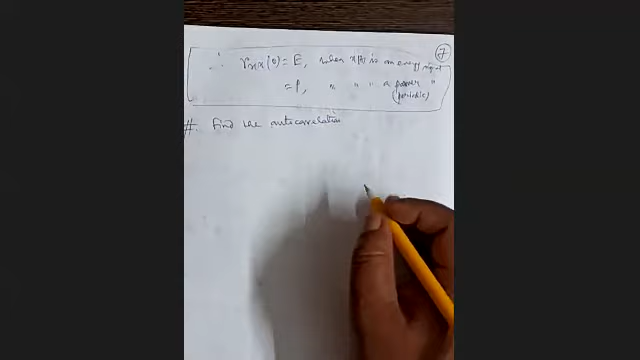 7
∴ γxx(0) = E, when x(t) is an energy signal
= P, " " " a power "
(periodic)
#. Find the autocorrelation